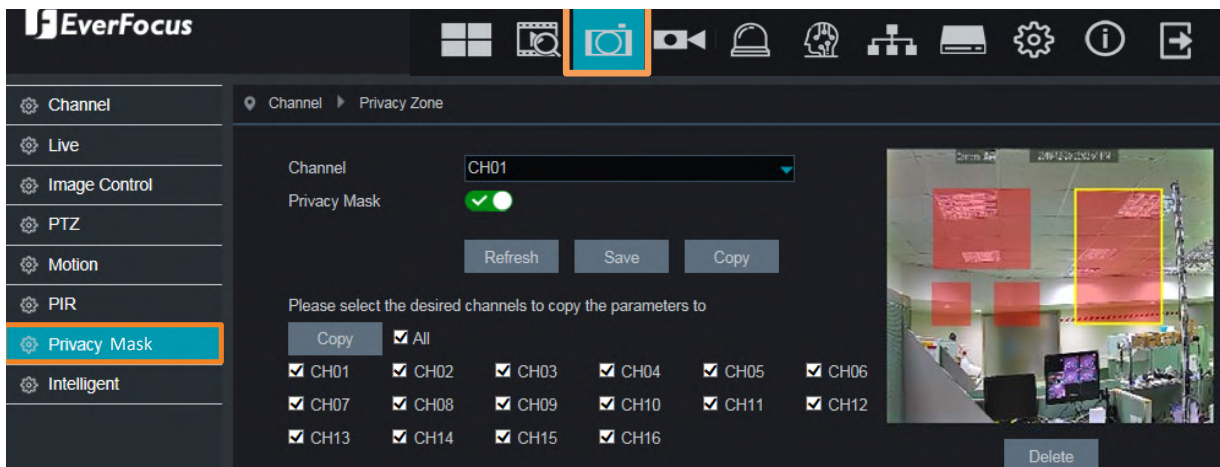 EverFocus
Channel
Live
Image Control
PTZ
Motion
PIR
Privacy Mask
Intelligent
Channel Privacy Zone
Channel CH01
Privacy Mask
Refresh Save Copy
Please select the desired channels to copy the parameters to
Copy All
CH01 CH02 CH03 CH04 CH05 CH06
CH07 CH08 CH09 CH10 CH11 CH12
CH13 CH14 CH15 CH16
Delete